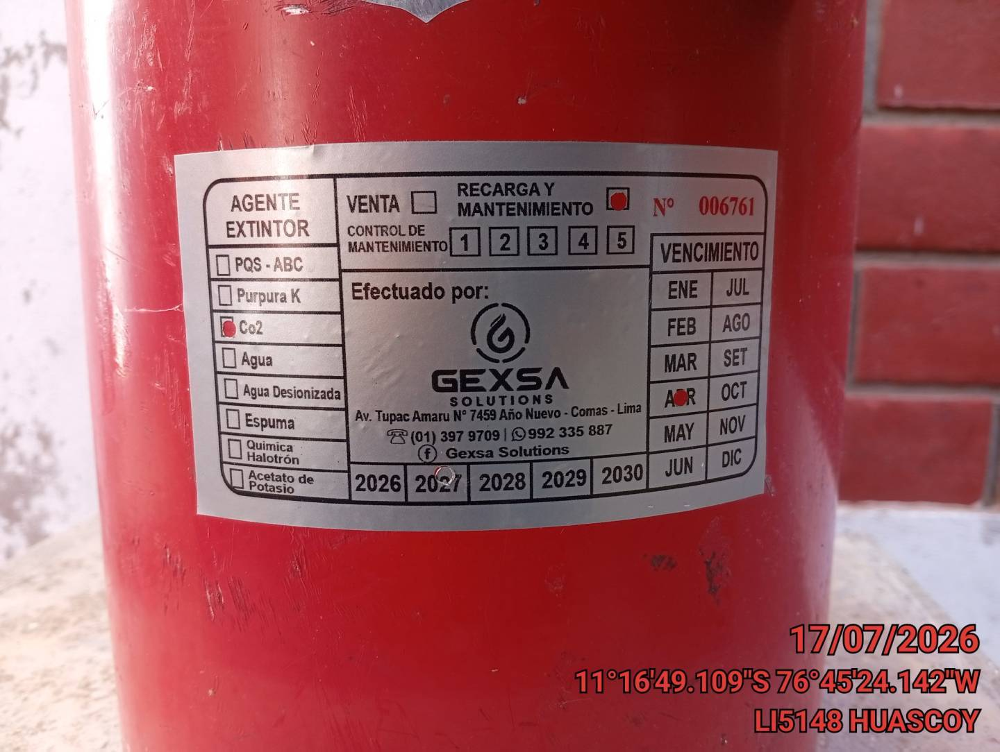 AGENTE
EXTINTOR
PQS - ABC
Purpura K
Co2
Agua
Agua Desionizada
Espuma
Quimica
Halotrón
Acetato de
Potasio
VENTA
RECARGA Y
MANTENIMIENTO
Nº 006761
CONTROL DE
MANTENIMIENTO
1 2 3 4 5
Efectuado por:
GEXSA
SOLUTIONS
Av. Tupac Amaru Nº 7459 Año Nuevo - Comas - Lima
(01) 397 9709 | 992 335 887
f Gexsa Solutions
2026 2027 2028 2029 2030
VENCIMIENTO
ENE JUL
FEB AGO
MAR SET
APR OCT
MAY NOV
JUN DIC
17/07/2026
11°16'49.109"S 76°45'24.142"W
LI5148 HUASCOY